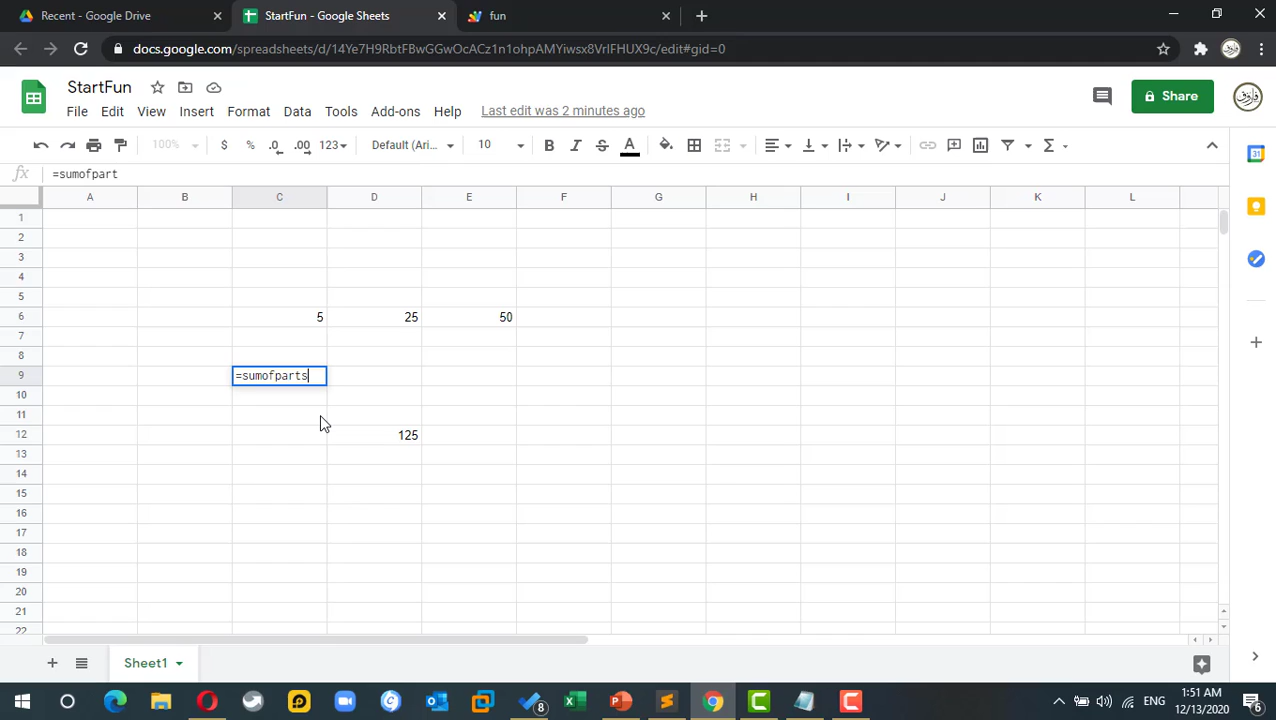 Recent - Google Drive
StartFun - Google Sheets
fun
docs.google.com/spreadsheets/d/14Ye7H9RbtFBwGGwOcACz1n1ohpAMYiwsx8VrIFHUX9c/edit#gid=0
StartFun
File Edit View Insert Format Data Tools Add-ons Help Last edit was 2 minutes ago
Share
100% $ % .0 .00 123 Default (Ari... 10 B I S A Σ
fx =sumofpart
A B C D E F G H I J K L
1
2
3
4
5
6 5 25 50
7
8
9 =sumofparts
10
11
12 125
13
14
15
16
17
18
19
20
21
22
Sheet1
31
8
ENG
1:51 AM
12/13/2020
6